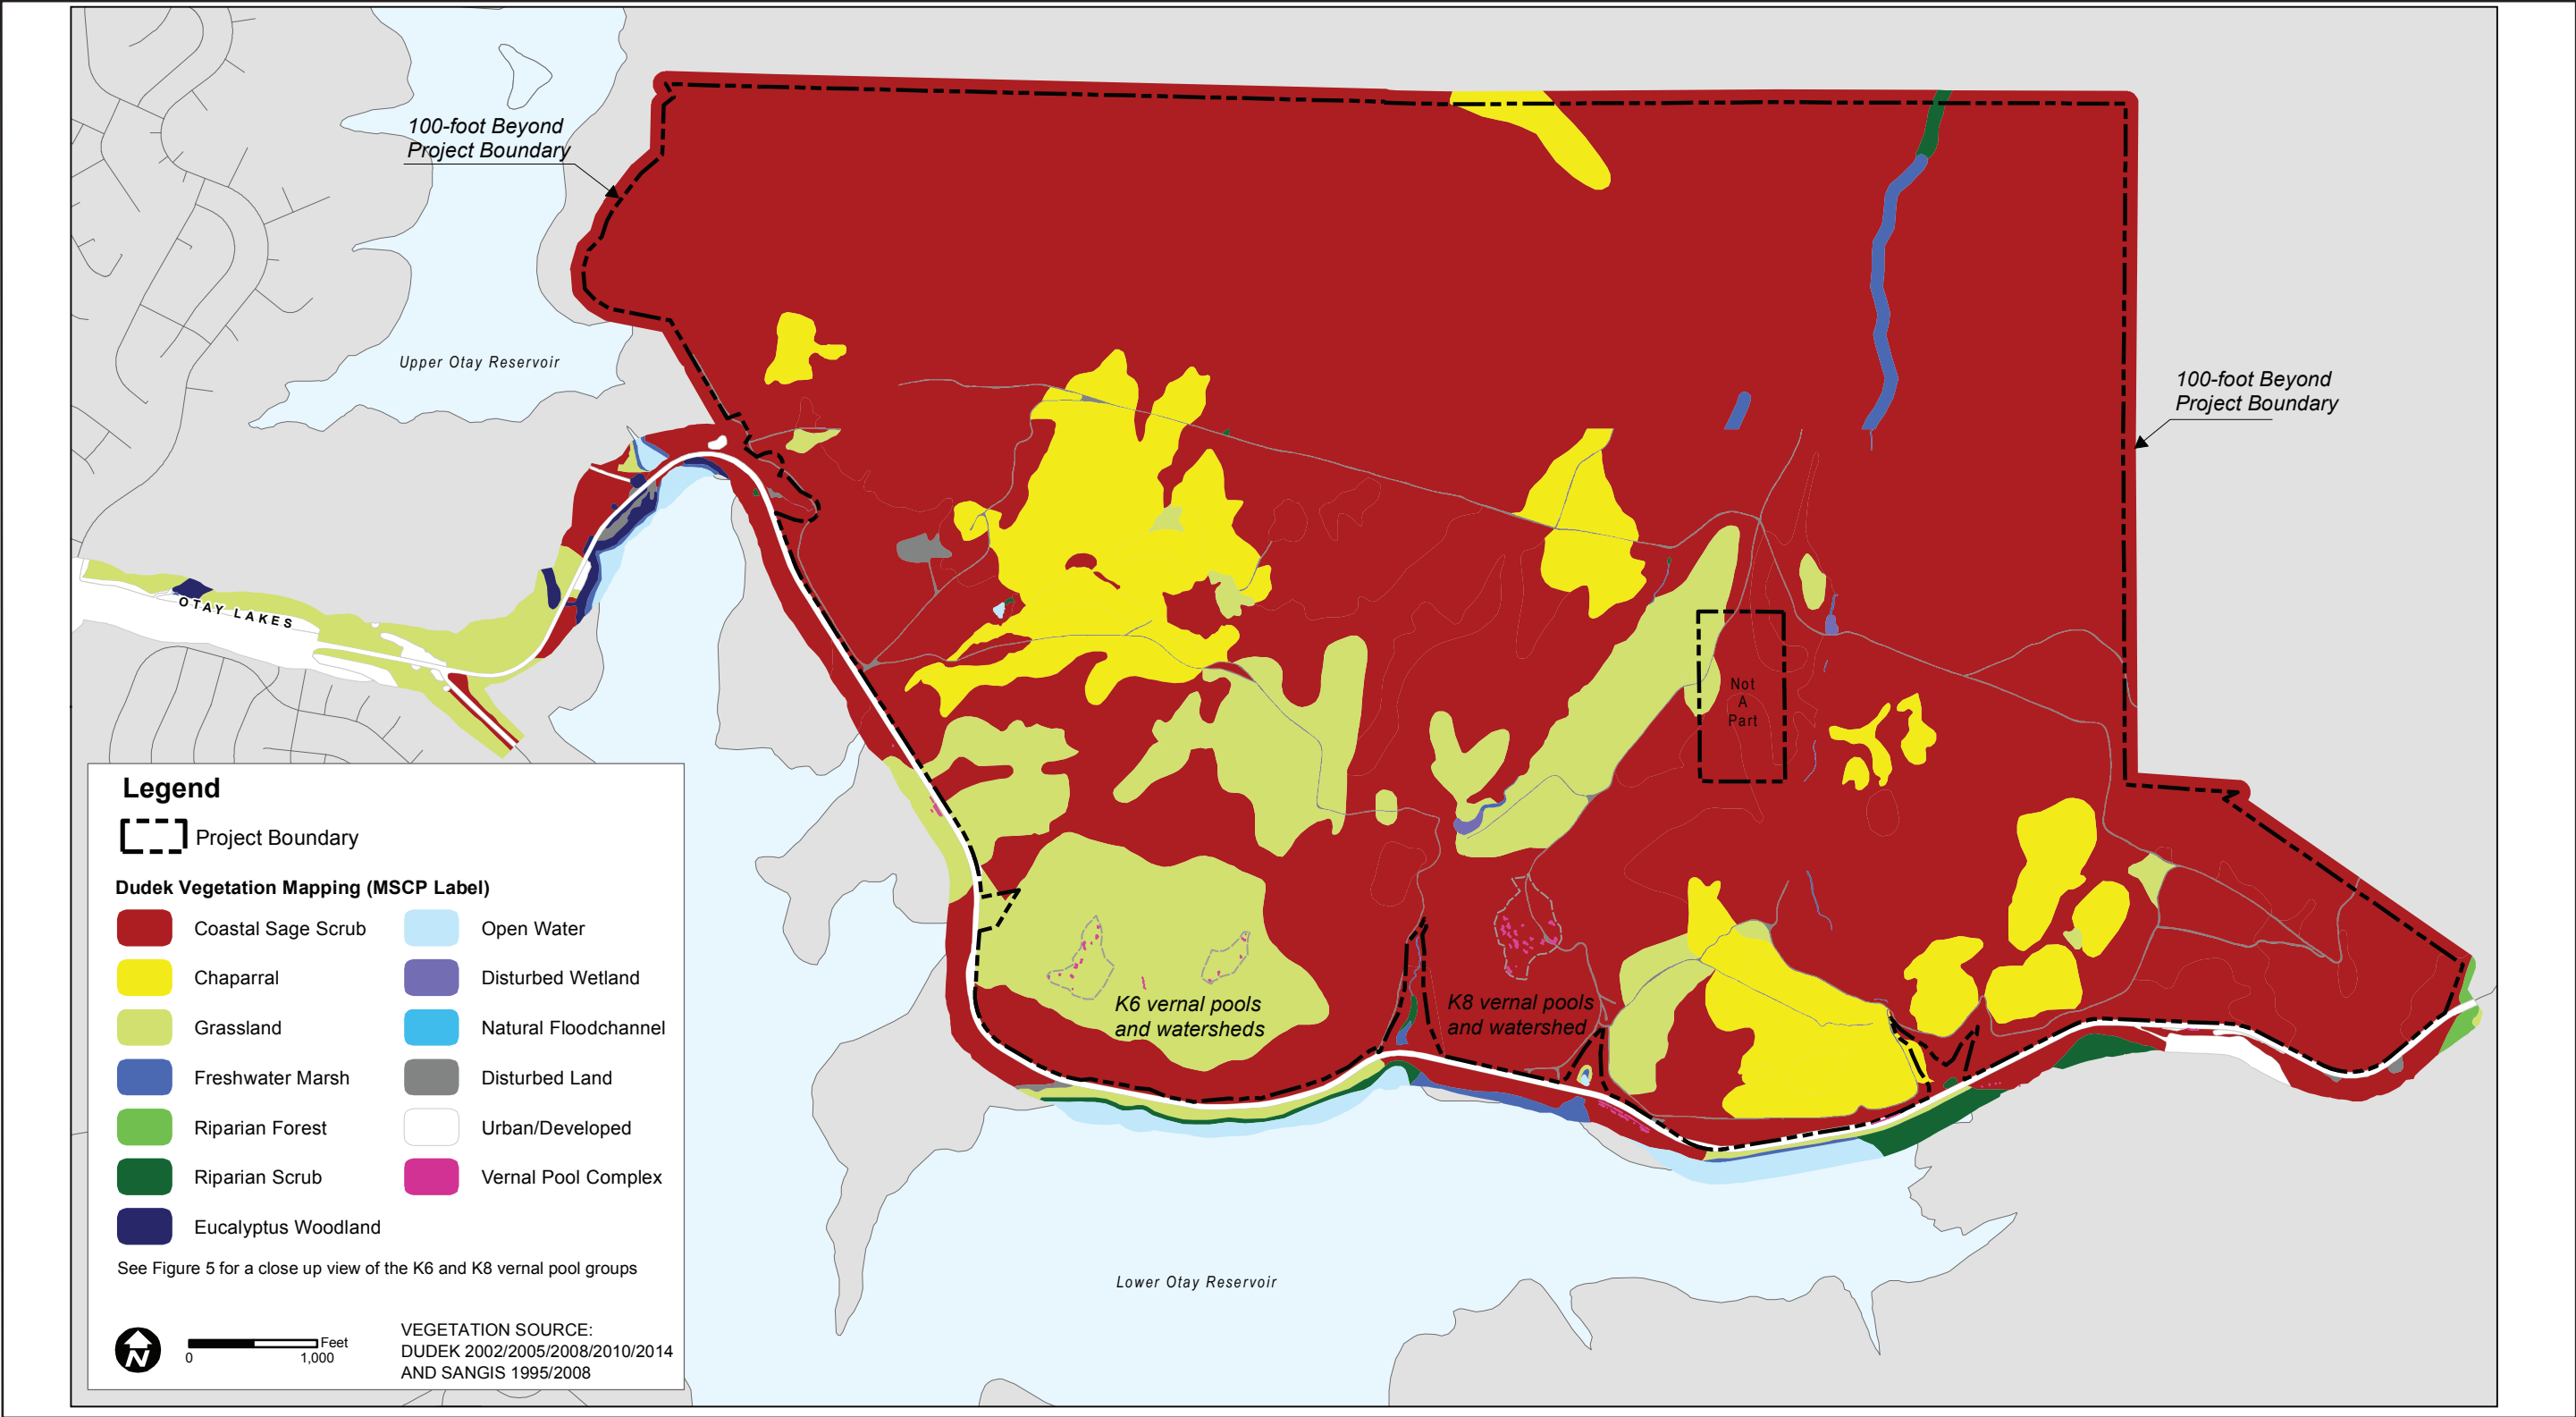 100-foot Beyond
Project Boundary
Upper Otay Reservoir
100-foot Beyond
Project Boundary
OTAY LAKES
Not
A
Part
K6 vernal pools
and watersheds
K8 vernal pools
and watershed
Lower Otay Reservoir
Legend
Project Boundary
Dudek Vegetation Mapping (MSCP Label)
Coastal Sage Scrub
Chaparral
Grassland
Freshwater Marsh
Riparian Forest
Riparian Scrub
Eucalyptus Woodland
Open Water
Disturbed Wetland
Natural Floodchannel
Disturbed Land
Urban/Developed
Vernal Pool Complex
See Figure 5 for a close up view of the K6 and K8 vernal pool groups
N
Feet
0 1,000
VEGETATION SOURCE:
DUDEK 2002/2005/2008/2010/2014
AND SANGIS 1995/2008